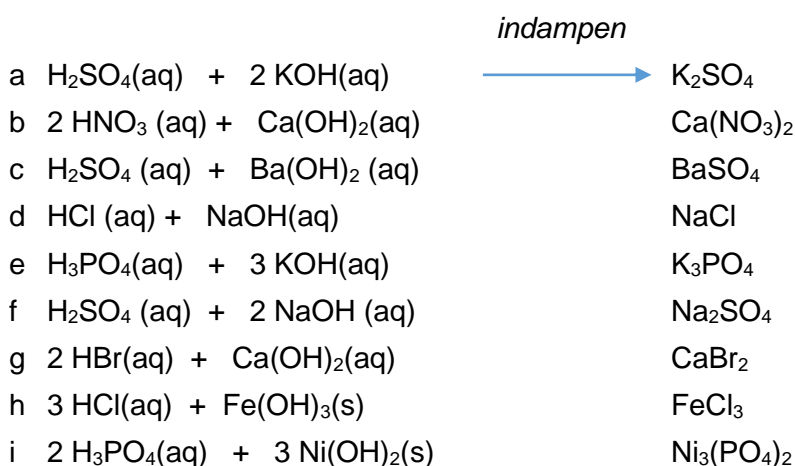 indampen
a H₂SO₄(aq) + 2 KOH(aq) K₂SO₄
b 2 HNO₃ (aq) + Ca(OH)₂(aq) Ca(NO₃)₂
c H₂SO₄ (aq) + Ba(OH)₂ (aq) BaSO₄
d HCl (aq) + NaOH(aq) NaCl
e H₃PO₄(aq) + 3 KOH(aq) K₃PO₄
f H₂SO₄ (aq) + 2 NaOH (aq) Na₂SO₄
g 2 HBr(aq) + Ca(OH)₂(aq) CaBr₂
h 3 HCl(aq) + Fe(OH)₃(s) FeCl₃
i 2 H₃PO₄(aq) + 3 Ni(OH)₂(s) Ni₃(PO₄)₂